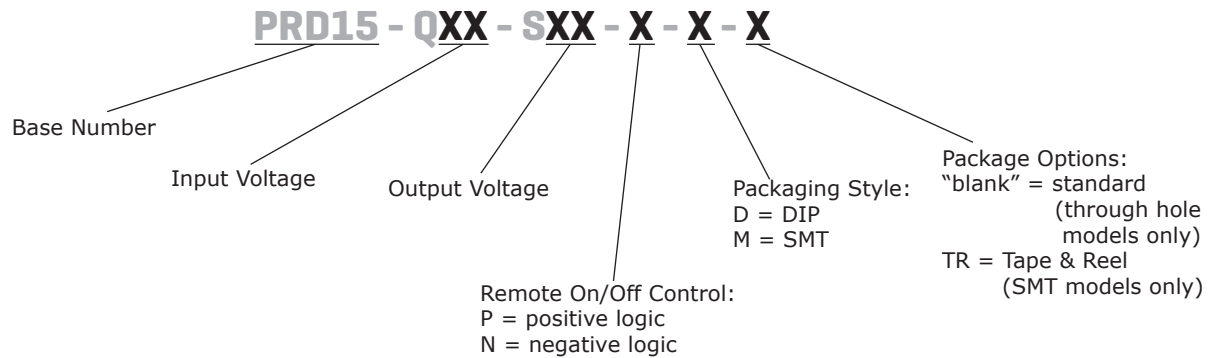 PRD15 - QXX - SXX - X - X - X
Base Number
Input Voltage
Output Voltage
Remote On/Off Control:
P = positive logic
N = negative logic
Packaging Style:
D = DIP
M = SMT
Package Options:
“blank” = standard
(through hole
models only)
TR = Tape & Reel
(SMT models only)